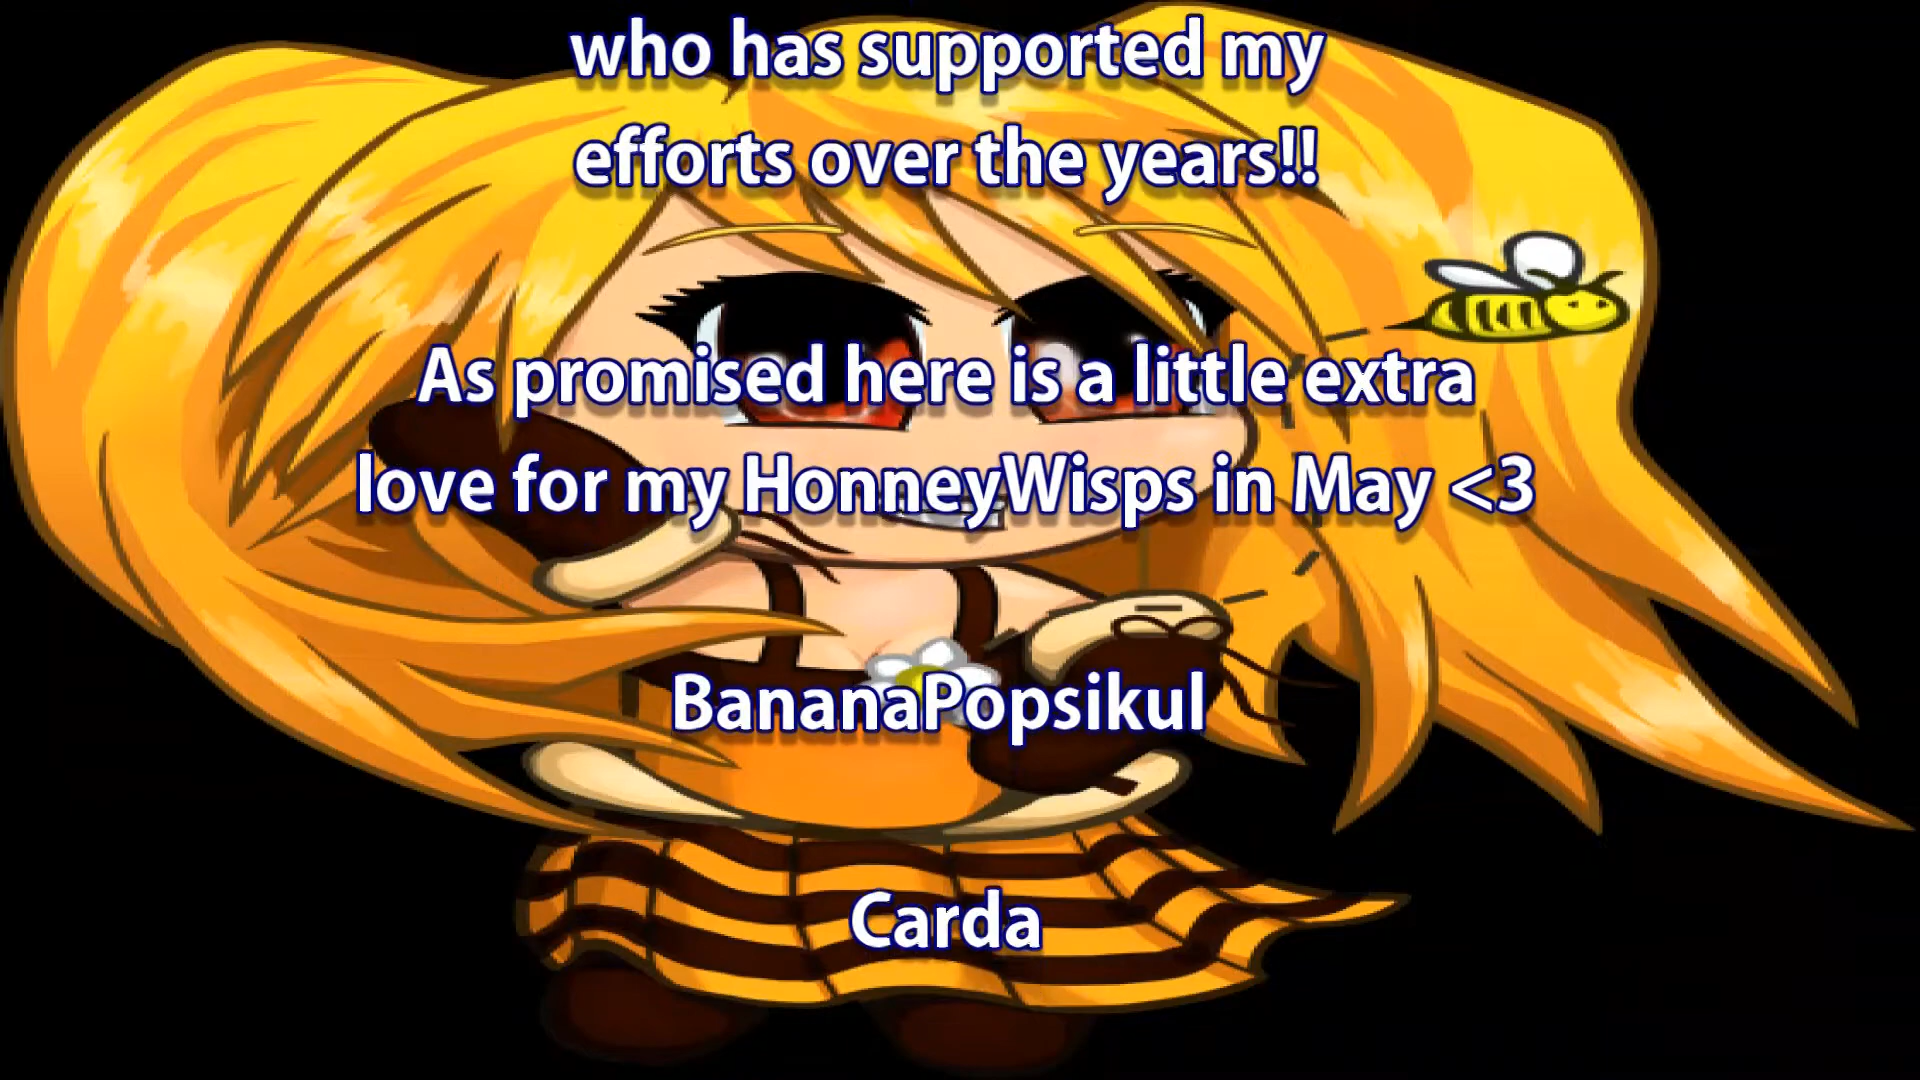 who has supported my
efforts over the years!!
As promised here is a little extra
love for my HonneyWisps in May <3
BananaPopsikul
Carda